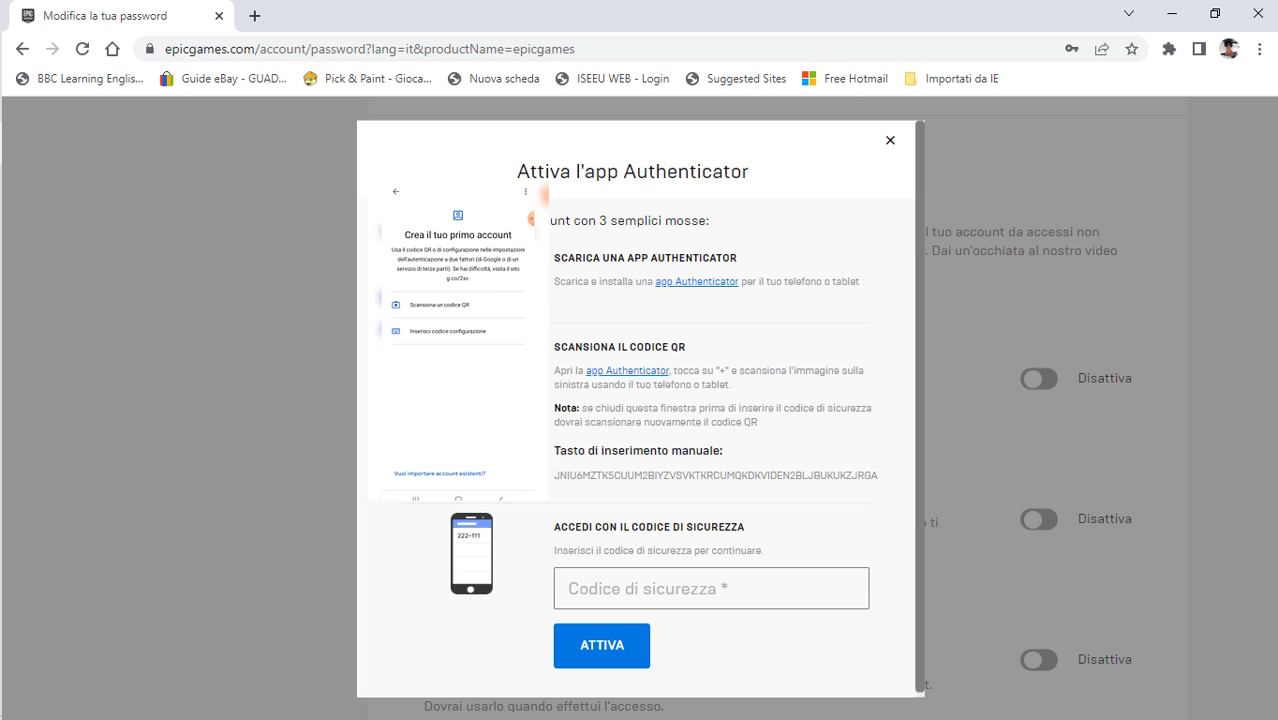 Modifica la tua password
epicgames.com/account/password?lang=it&productName=epicgames
BBC Learning Englis...
Guide eBay - GUAD...
Pick & Paint - Gioca...
Nuova scheda
ISEEU WEB - Login
Suggested Sites
Free Hotmail
Importati da IE
Attiva l'app Authenticator
unt con 3 semplici mosse:
Crea il tuo primo account
Usa il codice QR o di configurazione nelle impostazioni
dell'autenticazione a due fattori (di Google o di un
servizio di terze parti). Se hai difficoltà, visita il sito
g.co/2sv.
Scansiona un codice QR
Inserisci codice configurazione
Vuoi importare account esistenti?
SCARICA UNA APP AUTHENTICATOR
Scarica e installa una app Authenticator per il tuo telefono o tablet
SCANSIONA IL CODICE QR
Apri la app Authenticator, tocca su "+" e scansiona l'immagine sulla
sinistra usando il tuo telefono o tablet.
Nota: se chiudi questa finestra prima di inserire il codice di sicurezza
dovrai scansionare nuovamente il codice QR
Tasto di inserimento manuale:
JNIU6MZTK5CUUM2BIYZVSVKTKRCUMQKDKVIDEN2BLJBUKUKZJRGA
222-111
ACCEDI CON IL CODICE DI SICUREZZA
Inserisci il codice di sicurezza per continuare.
Codice di sicurezza *
ATTIVA
l tuo account da accessi non
. Dai un'occhiata al nostro video
Disattiva
o ti
Disattiva
Disattiva
t.
Dovrai usarlo quando effettui l'accesso.